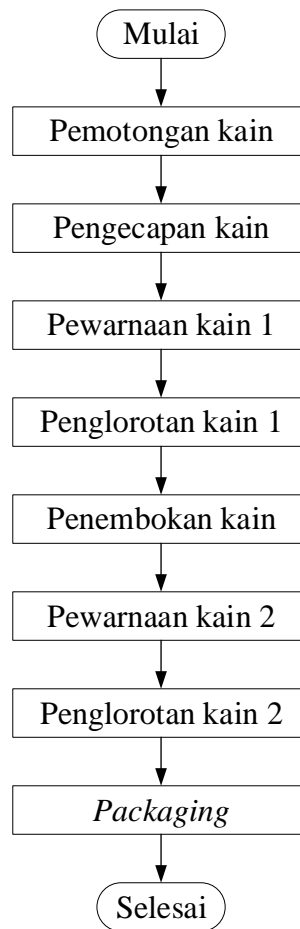 Mulai
Pemotongan kain
Pengecapan kain
Pewarnaan kain 1
Penglorotan kain 1
Penembokan kain
Pewarnaan kain 2
Penglorotan kain 2
Packaging
Selesai